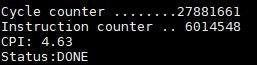 Cycle counter ........27881661
Instruction counter .. 6014548
CPI: 4.63
Status:DONE